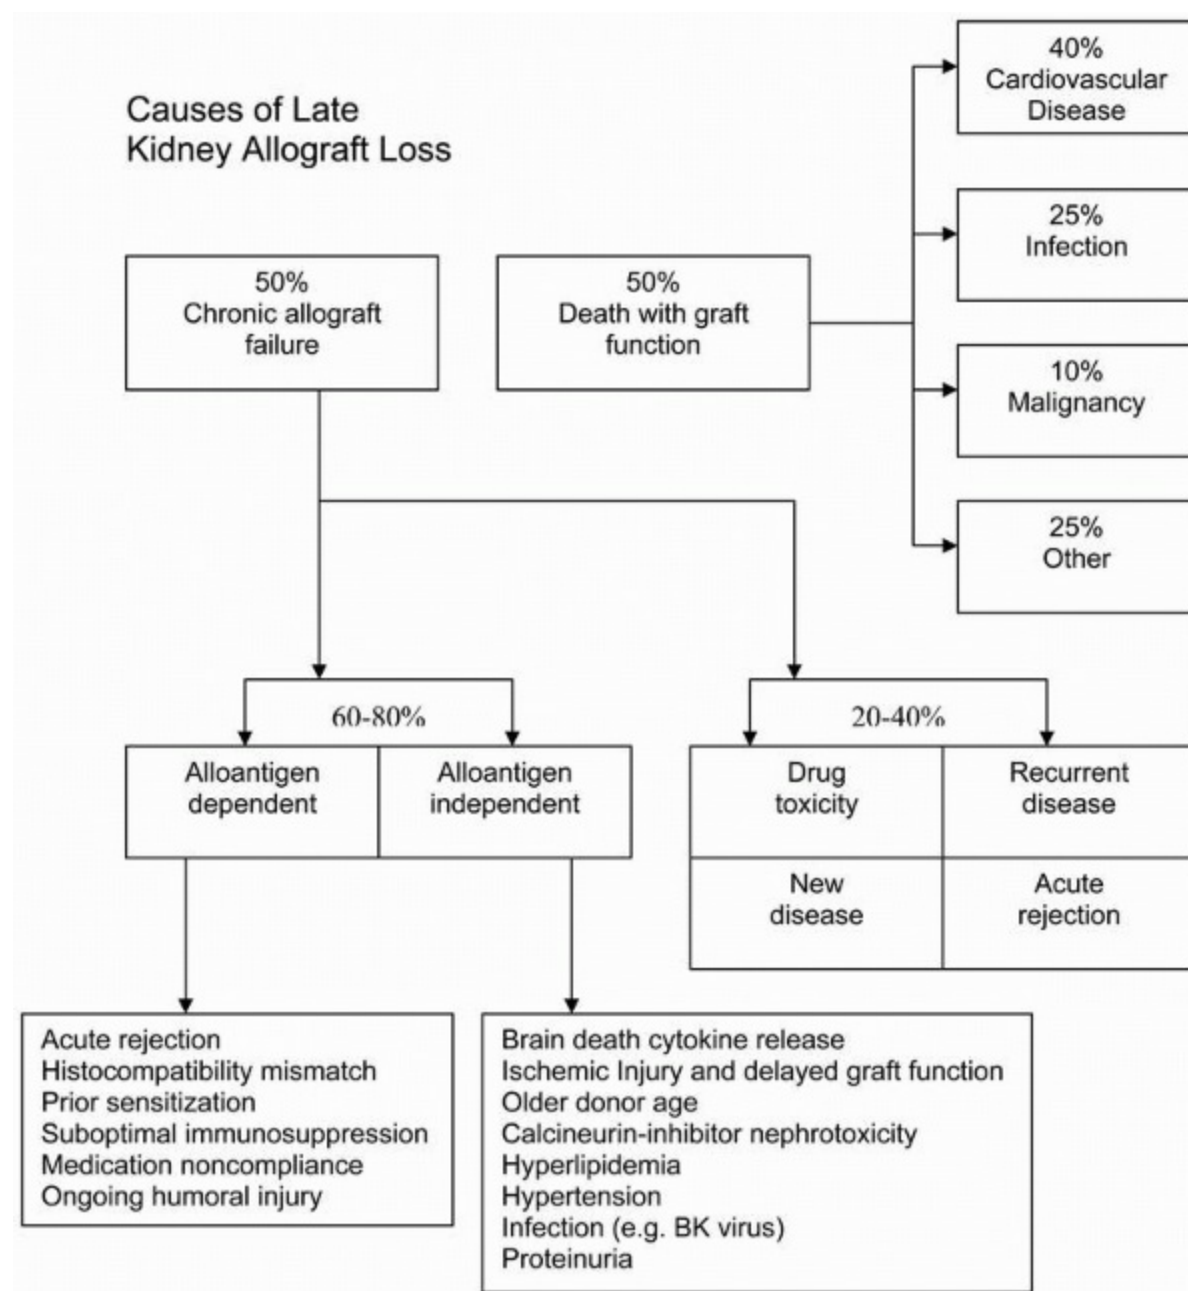 Causes of Late
Kidney Allograft Loss
50%
Chronic allograft
failure
50%
Death with graft
function
40%
Cardiovascular
Disease
25%
Infection
10%
Malignancy
25%
Other
60-80%
Alloantigen
dependent
Alloantigen
independent
20-40%
Drug
toxicity
Recurrent
disease
New
disease
Acute
rejection
Acute rejection
Histocompatibility mismatch
Prior sensitization
Suboptimal immunosuppression
Medication noncompliance
Ongoing humoral injury
Brain death cytokine release
Ischemic Injury and delayed graft function
Older donor age
Calcineurin-inhibitor nephrotoxicity
Hyperlipidemia
Hypertension
Infection (e.g. BK virus)
Proteinuria